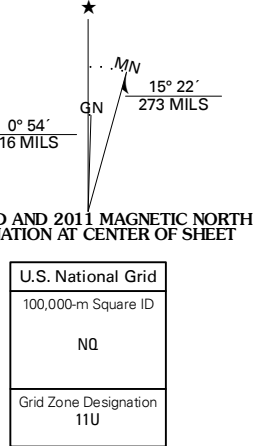 ★
MN
GN
15° 22´
273 MILS
0° 54´
16 MILS
AND 2011 MAGNETIC NORTH
AT CENTER OF SHEET
U.S. National Grid
100,000-m Square ID
NQ
Grid Zone Designation
11U